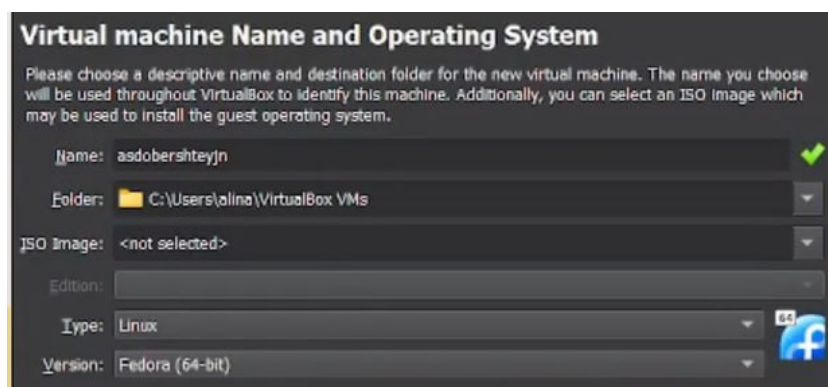 Virtual machine Name and Operating System
Please choose a descriptive name and destination folder for the new virtual machine. The name you choose
will be used throughout VirtualBox to identify this machine. Additionally, you can select an ISO image which
may be used to install the guest operating system.
Name: asdobershteyjn
Folder: C:\Users\alina\VirtualBox VMs
ISO Image: <not selected>
Edition:
Type: Linux
64
Version: Fedora (64-bit)